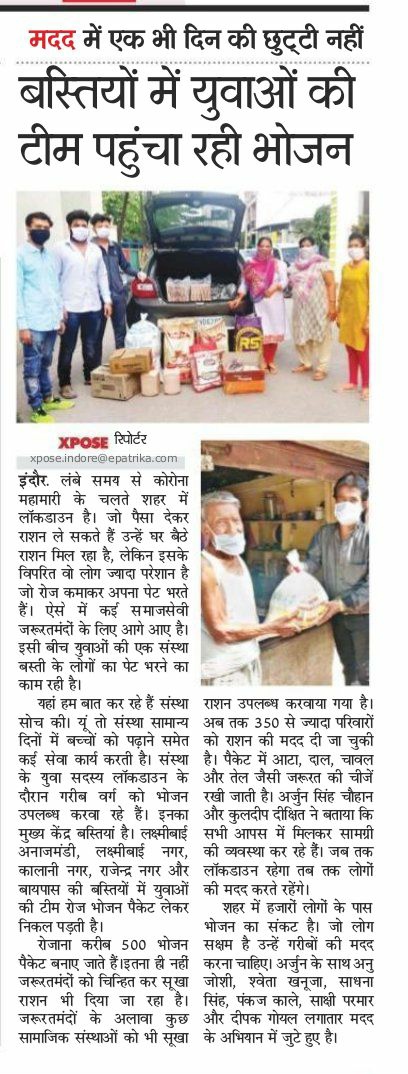 मदद में एक भी दिन की छुट्टी नहीं
बस्तियों में युवाओं की
टीम पहुंचा रही भोजन
XPOSE रिपोर्टर
xpose.indore@epatrika.com
इंदौर. लंबे समय से कोरोना
महामारी के चलते शहर में
लॉकडाउन है। जो पैसा देकर
राशन ले सकते हैं उन्हें घर बैठे
राशन मिल रहा है, लेकिन इसके
विपरित वो लोग ज्यादा परेशान है
जो रोज कमाकर अपना पेट भरते
हैं। ऐसे में कई समाजसेवी
जरूरतमंदों के लिए आगे आए है।
इसी बीच युवाओं की एक संस्था
बस्ती के लोगों का पेट भरने का
काम रही है।
यहां हम बात कर रहे हैं संस्था
सोच की। यूं तो संस्था सामान्य
दिनों में बच्चों को पढ़ाने समेत
कई सेवा कार्य करती है। संस्था
के युवा सदस्य लॉकडाउन के
दौरान गरीब वर्ग को भोजन
उपलब्ध करवा रहे हैं। इनका
मुख्य केंद्र बस्तियां है। लक्ष्मीबाई
अनाजमंडी, लक्ष्मीबाई नगर,
कालानी नगर, राजेन्द्र नगर और
बायपास की बस्तियों में युवाओं
की टीम रोज भोजन पैकेट लेकर
निकल पड़ती है।
रोजाना करीब 500 भोजन
पैकेट बनाए जाते हैं।इतना ही नहीं
जरूरतमंदों को चिन्हित कर सूखा
राशन भी दिया जा रहा है।
जरूरतमंदों के अलावा कुछ
सामाजिक संस्थाओं को भी सूखा
राशन उपलब्ध करवाया गया है।
अब तक 350 से ज्यादा परिवारों
को राशन की मदद दी जा चुकी
है। पैकेट में आटा, दाल, चावल
और तेल जैसी जरूरत की चीजें
रखी जाती है। अर्जुन सिंह चौहान
और कुलदीप दीक्षित ने बताया कि
सभी आपस में मिलकर सामग्री
की व्यवस्था कर रहे हैं। जब तक
लॉकडाउन रहेगा तब तक लोगों
की मदद करते रहेंगे।
शहर में हजारों लोगों के पास
भोजन का संकट है। जो लोग
सक्षम है उन्हें गरीबों की मदद
करना चाहिए। अर्जुन के साथ अनु
जोशी, श्वेता खनूजा, साधना
सिंह, पंकज काले, साक्षी परमार
और दीपक गोयल लगातार मदद
के अभियान में जुटे हुए है।